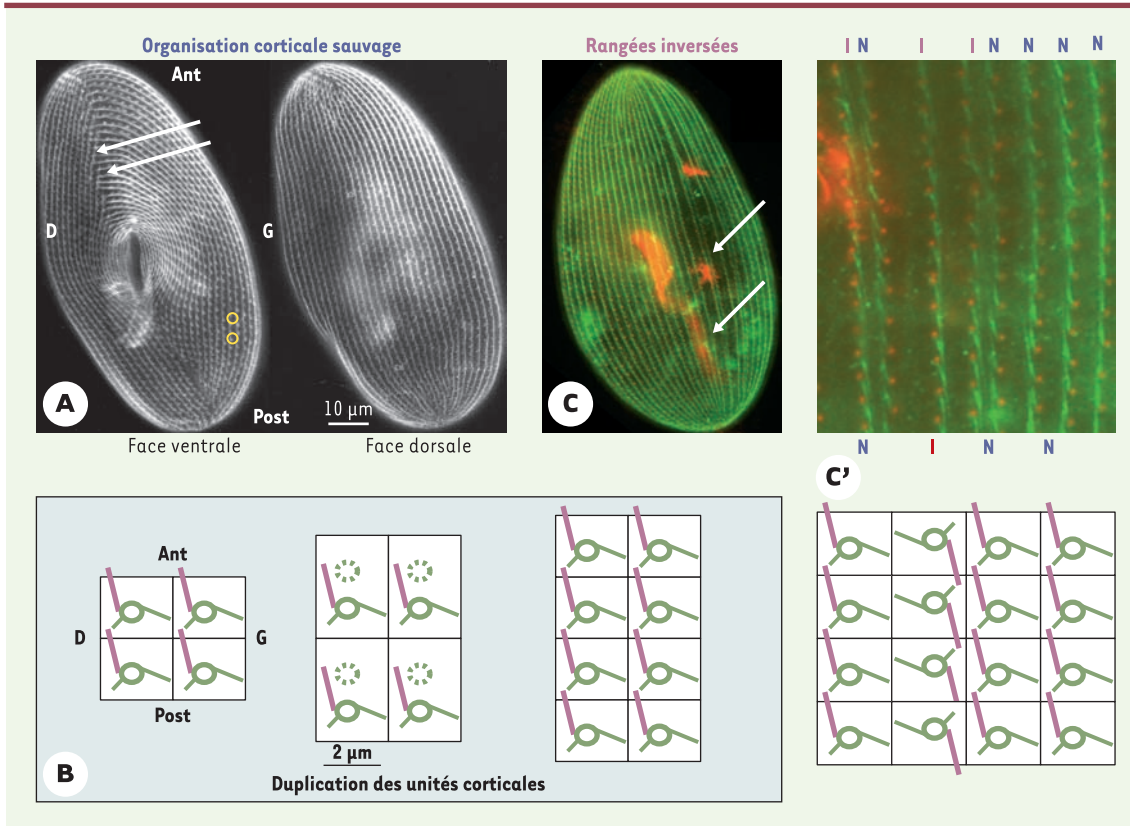 Organisation corticale sauvage
Rangées inversées
I N I I N N N N
Ant
D
G
A
Post
10 µm
C
Face ventrale
Face dorsale
N I N N
C’
Ant
D
G
Post
2 µm
B
Duplication des unités corticales